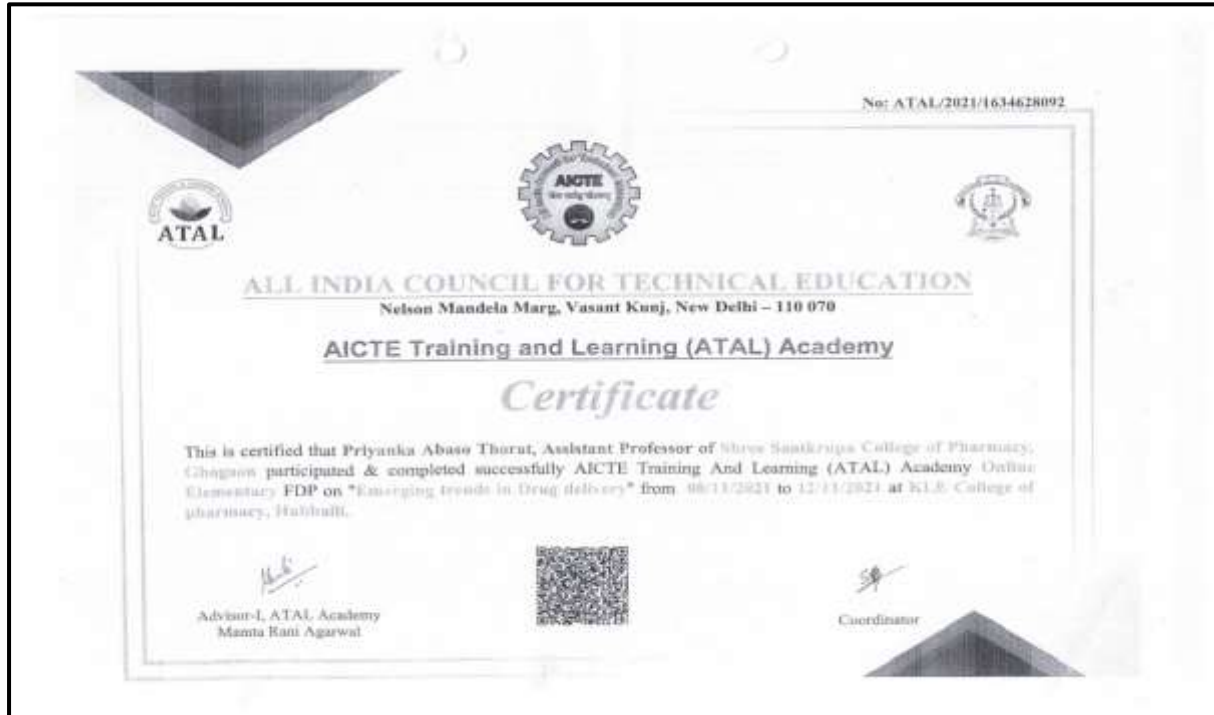 No: ATAL/2021/1634628092
ATAL
AICTE
ALL INDIA COUNCIL FOR TECHNICAL EDUCATION
Nelson Mandela Marg, Vasant Kunj, New Delhi – 110 070
AICTE Training and Learning (ATAL) Academy
Certificate
This is certified that Priyanka Abaso Thorat, Assistant Professor of Shree Santkrupa College of Pharmacy,
Ghogaon participated & completed successfully AICTE Training And Learning (ATAL) Academy Online
Elementary FDP on "Emerging trends in Drug delivery" from 08/11/2021 to 12/11/2021 at KLE College of
pharmacy, Hubballi.
Advisor-I, ATAL Academy
Mamta Rani Agarwal
Coordinator